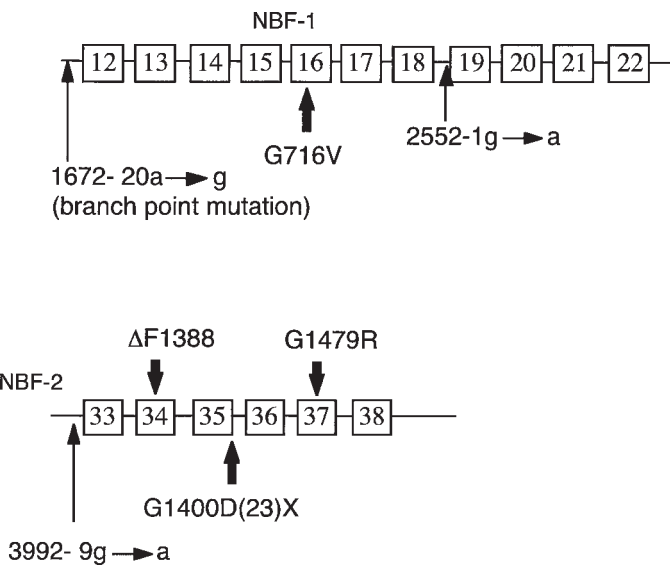 NBF-1
12 13 14 15 16 17 18 19 20 21 22
G716V
2552-1g→a
1672- 20a→g
(branch point mutation)
ΔF1388 G1479R
NBF-2
33 34 35 36 37 38
G1400D(23)X
3992- 9g→a